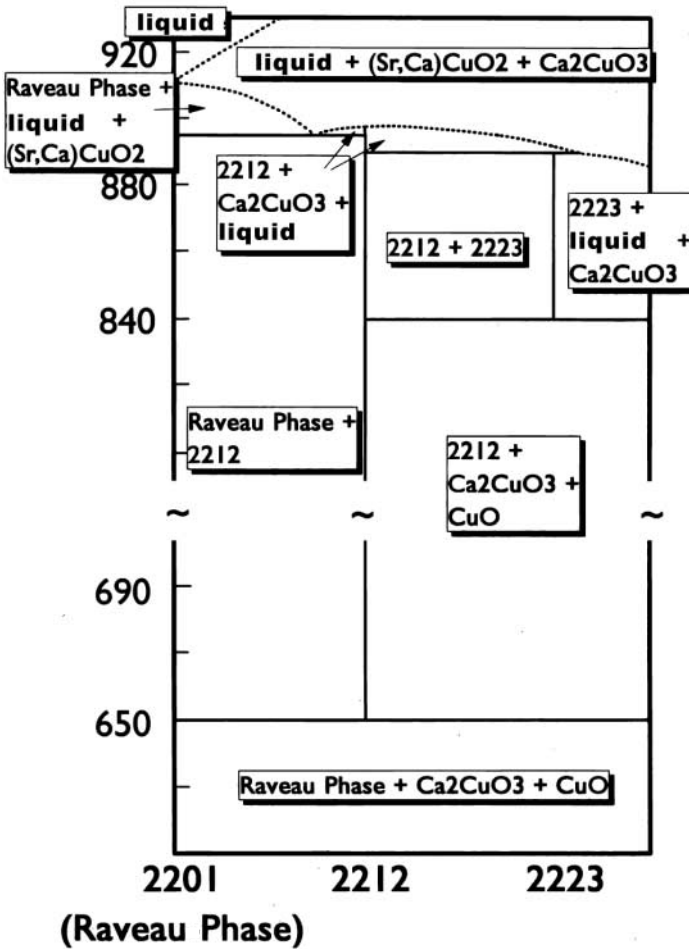 liquid
920
liquid + (Sr,Ca)CuO2 + Ca2CuO3
Raveau Phase +
liquid +
(Sr,Ca)CuO2
880
2212 +
Ca2CuO3 +
liquid
2223 +
liquid +
Ca2CuO3
2212 + 2223
840
Raveau Phase +
2212
2212 +
Ca2CuO3 +
CuO
~ ~ ~
690
650
Raveau Phase + Ca2CuO3 + CuO
2201 2212 2223
(Raveau Phase)